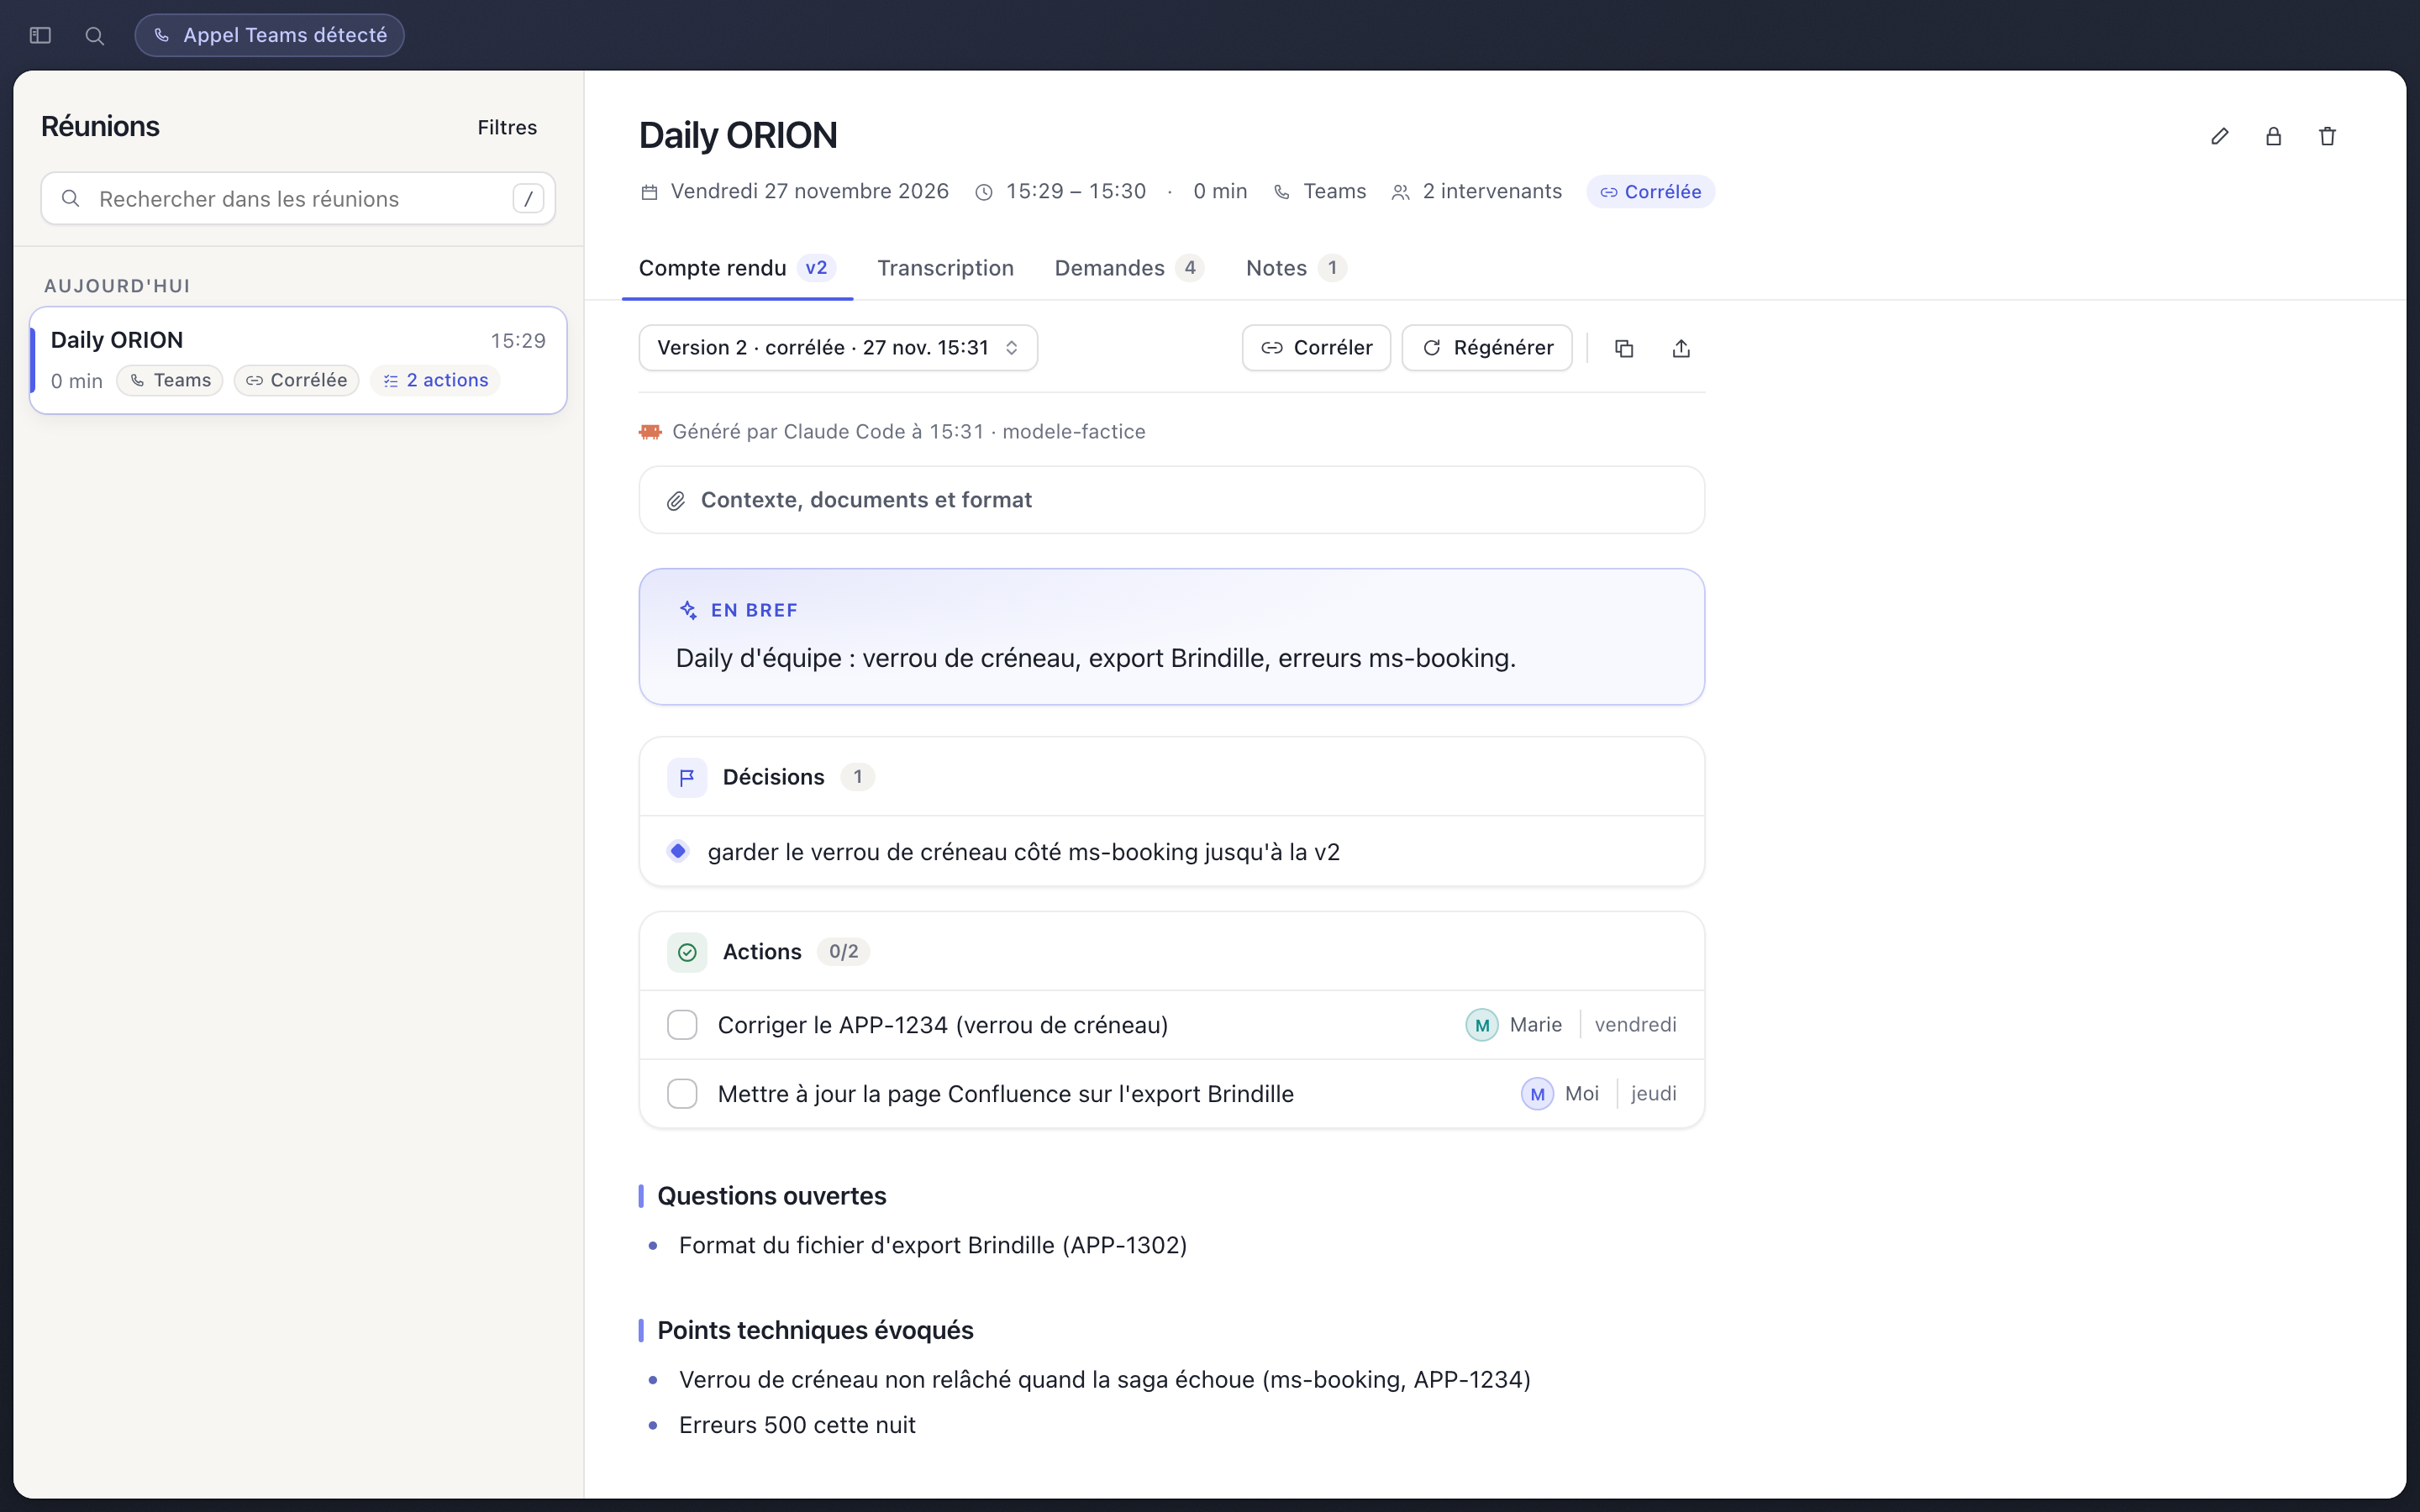 Appel Teams détecté
Réunions
Filtres
Rechercher dans les réunions
/
AUJOURD'HUI
Daily ORION
15:29
0 min
Teams
Corrélée
2 actions
Daily ORION
Vendredi 27 novembre 2026
15:29 – 15:30 · 0 min
Teams
2 intervenants
Corrélée
Compte rendu v2
Transcription
Demandes 4
Notes 1
Version 2 · corrélée · 27 nov. 15:31
Corréler
Régénérer
Généré par Claude Code à 15:31 · modele-factice
Contexte, documents et format
EN BREF
Daily d'équipe : verrou de créneau, export Brindille, erreurs ms-booking.
Décisions 1
garder le verrou de créneau côté ms-booking jusqu'à la v2
Actions 0/2
Corriger le APP-1234 (verrou de créneau)
M Marie
vendredi
Mettre à jour la page Confluence sur l'export Brindille
M Moi
jeudi
Questions ouvertes
• Format du fichier d'export Brindille (APP-1302)
Points techniques évoqués
• Verrou de créneau non relâché quand la saga échoue (ms-booking, APP-1234)
• Erreurs 500 cette nuit